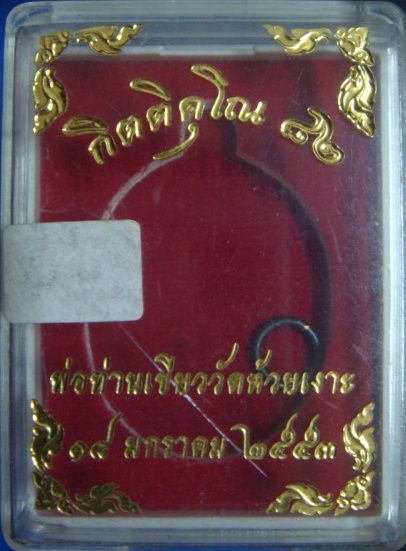 กิตติคุโณ ๘๒
พ่อท่านเขียววัดห้วยเงาะ
๑๘ มกราคม ๒๕๕๓